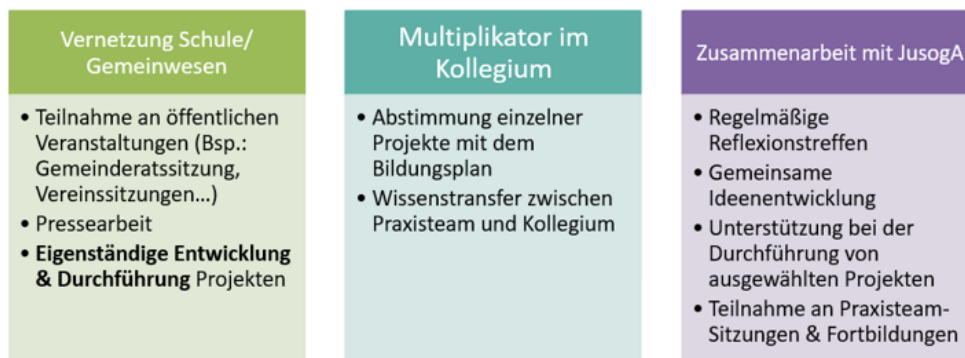 Vernetzung Schule/
Gemeinwesen
• Teilnahme an öffentlichen
Veranstaltungen (Bsp.:
Gemeinderatssitzung,
Vereinssitzungen…)
• Pressearbeit
• Eigenständige Entwicklung
& Durchführung Projekten
Multiplikator im
Kollegium
• Abstimmung einzelner
Projekte mit dem
Bildungsplan
• Wissenstransfer zwischen
Praxisteam und Kollegium
Zusammenarbeit mit JusogA
• Regelmäßige
Reflexionstreffen
• Gemeinsame
Ideenentwicklung
• Unterstützung bei der
Durchführung von
ausgewählten Projekten
• Teilnahme an Praxisteam-
Sitzungen & Fortbildungen